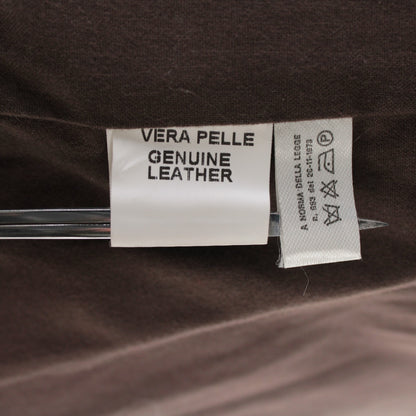 VERA PELLE
GENUINE
LEATHER
A NORMA DELLA LEGGE
n. 883 del 26-11-1973
P